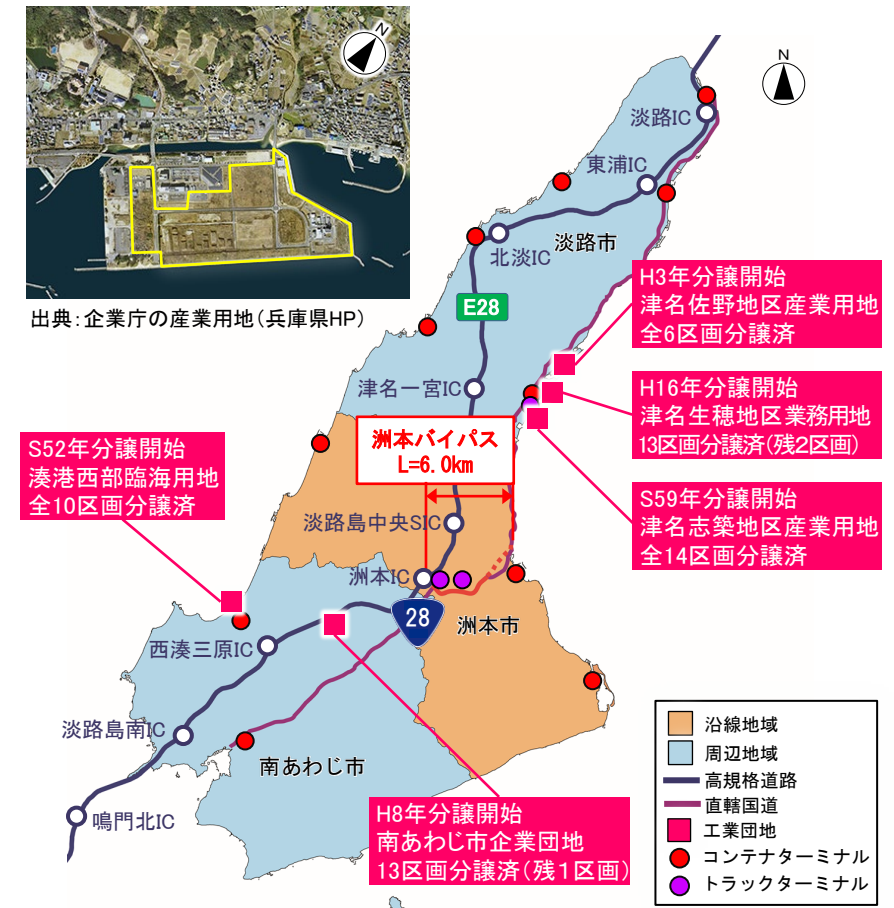 N
出典：企業庁の産業用地（兵庫県HP）
N
淡路IC
東浦IC
北淡IC
淡路市
E28
H3年分譲開始
津名佐野地区産業用地
全6区画分譲済
津名一宮IC
H16年分譲開始
津名生穂地区業務用地
13区画分譲済（残2区画）
洲本バイパス
L=6.0km
S52年分譲開始
湊港西部臨海用地
全10区画分譲済
S59年分譲開始
津名志築地区産業用地
全14区画分譲済
淡路島中央SIC
洲本IC
28
洲本市
西湊三原IC
淡路島南IC
南あわじ市
鳴門北IC
H8年分譲開始
南あわじ市企業団地
13区画分譲済（残１区画）
沿線地域
周辺地域
高規格道路
直轄国道
工業団地
コンテナターミナル
トラックターミナル